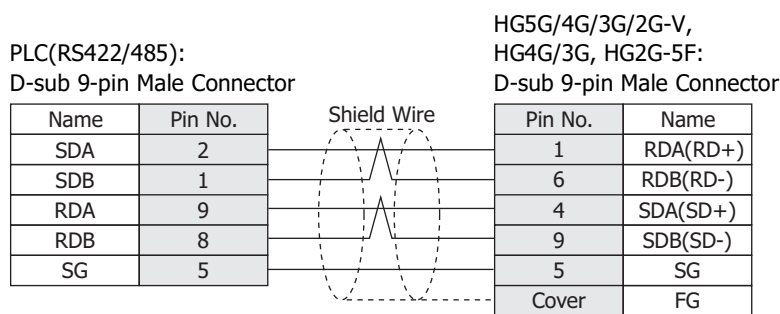 HG5G/4G/3G/2G-V,
PLC(RS422/485): HG4G/3G, HG2G-5F:
D-sub 9-pin Male Connector D-sub 9-pin Male Connector
Name Pin No. Shield Wire Pin No. Name
SDA 2 1 RDA(RD+)
SDB 1 6 RDB(RD-)
RDA 9 4 SDA(SD+)
RDB 8 9 SDB(SD-)
SG 5 5 SG
Cover FG